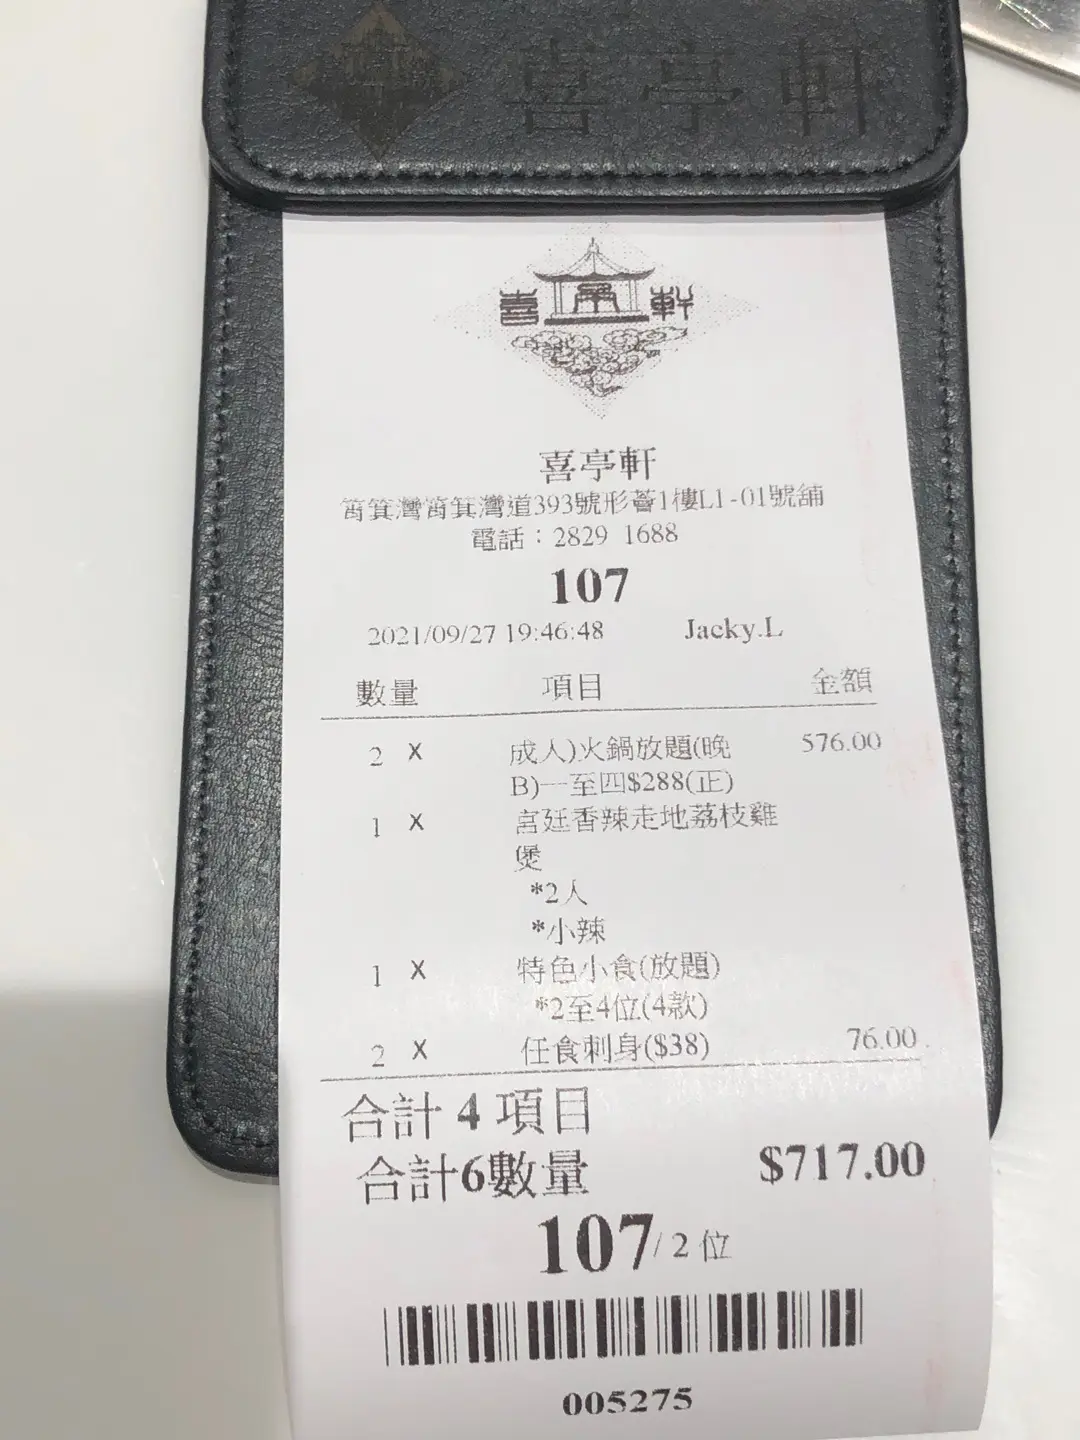 喜亭軒
喜亭軒
喜亭軒
筲箕灣筲箕灣道393號形薈1樓L1-01號舖
電話：2829 1688
107
2021/09/27 19:46:48 Jacky.L
數量 項目 金額
2 X 成人)火鍋放題(晚 576.00
B)一至四$288(正)
1 X 宮廷香辣走地荔枝雞
煲
*2人
*小辣
1 X 特色小食(放題)
*2至4位(4款)
2 X 任食刺身($38) 76.00
合計 4 項目
合計6數量 $717.00
107/ 2 位
005275